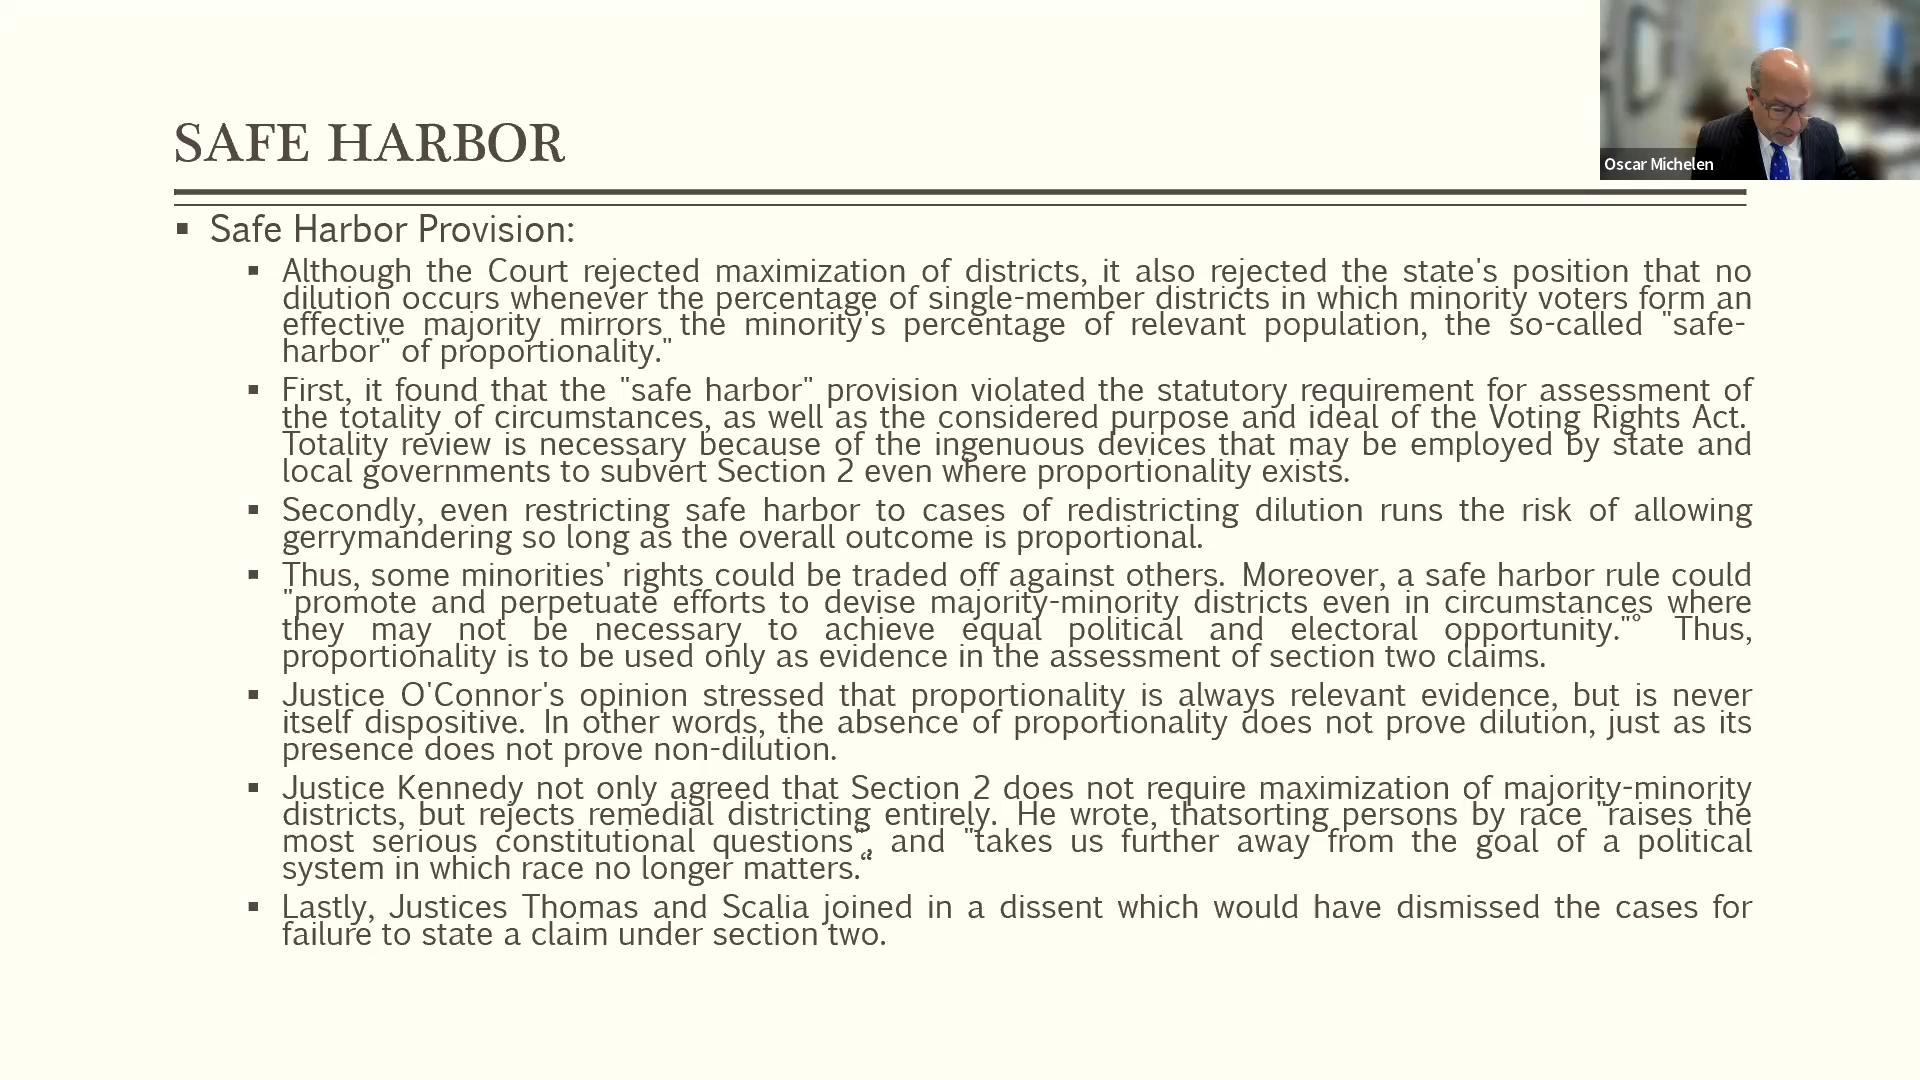 SAFE HARBOR
Oscar Michelen
▪ Safe Harbor Provision:
▪ Although the Court rejected maximization of districts, it also rejected the state's position that no
dilution occurs whenever the percentage of single-member districts in which minority voters form an
effective majority mirrors the minority's percentage of relevant population, the so-called "safe-
harbor" of proportionality."
▪ First, it found that the "safe harbor" provision violated the statutory requirement for assessment of
the totality of circumstances, as well as the considered purpose and ideal of the Voting Rights Act.
Totality review is necessary because of the ingenuous devices that may be employed by state and
local governments to subvert Section 2 even where proportionality exists.
▪ Secondly, even restricting safe harbor to cases of redistricting dilution runs the risk of allowing
gerrymandering so long as the overall outcome is proportional.
▪ Thus, some minorities' rights could be traded off against others. Moreover, a safe harbor rule could
"promote and perpetuate efforts to devise majority-minority districts even in circumstances where
they may not be necessary to achieve equal political and electoral opportunity."° Thus,
proportionality is to be used only as evidence in the assessment of section two claims.
▪ Justice O'Connor's opinion stressed that proportionality is always relevant evidence, but is never
itself dispositive. In other words, the absence of proportionality does not prove dilution, just as its
presence does not prove non-dilution.
▪ Justice Kennedy not only agreed that Section 2 does not require maximization of majority-minority
districts, but rejects remedial districting entirely. He wrote, thatsorting persons by race "raises the
most serious constitutional questions", and "takes us further away from the goal of a political
system in which race no longer matters.“
▪ Lastly, Justices Thomas and Scalia joined in a dissent which would have dismissed the cases for
failure to state a claim under section two.